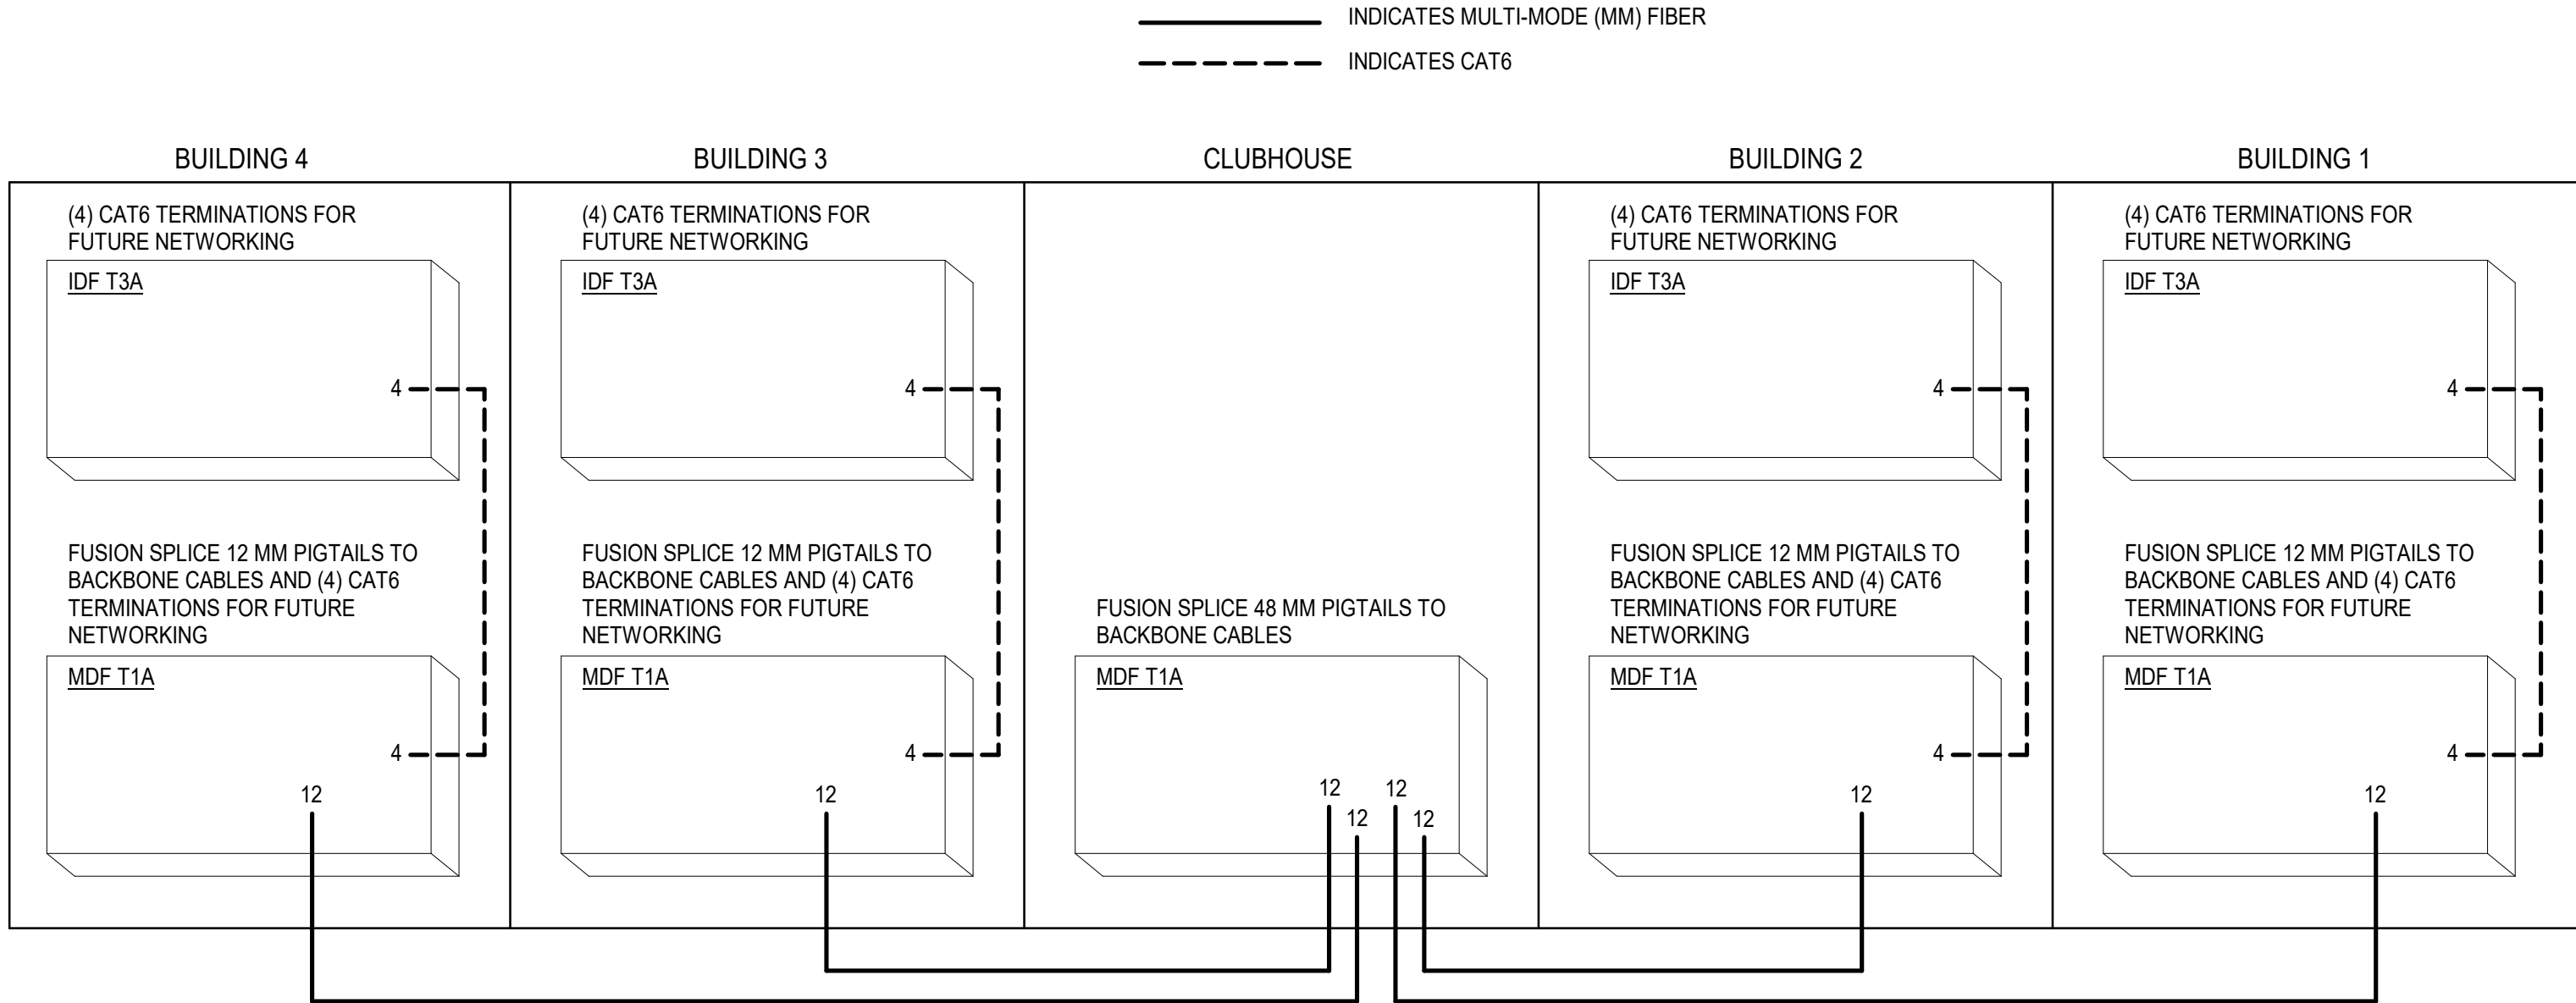 INDICATES MULTI-MODE (MM) FIBER
INDICATES CAT6
BUILDING 4
BUILDING 3
CLUBHOUSE
BUILDING 2
BUILDING 1
(4) CAT6 TERMINATIONS FOR
FUTURE NETWORKING
IDF T3A
4
FUSION SPLICE 12 MM PIGTAILS TO
BACKBONE CABLES AND (4) CAT6
TERMINATIONS FOR FUTURE
NETWORKING
MDF T1A
4
12
(4) CAT6 TERMINATIONS FOR
FUTURE NETWORKING
IDF T3A
4
FUSION SPLICE 12 MM PIGTAILS TO
BACKBONE CABLES AND (4) CAT6
TERMINATIONS FOR FUTURE
NETWORKING
MDF T1A
4
12
FUSION SPLICE 48 MM PIGTAILS TO
BACKBONE CABLES
MDF T1A
12
12
12
12
(4) CAT6 TERMINATIONS FOR
FUTURE NETWORKING
IDF T3A
4
FUSION SPLICE 12 MM PIGTAILS TO
BACKBONE CABLES AND (4) CAT6
TERMINATIONS FOR FUTURE
NETWORKING
MDF T1A
4
12
(4) CAT6 TERMINATIONS FOR
FUTURE NETWORKING
IDF T3A
4
FUSION SPLICE 12 MM PIGTAILS TO
BACKBONE CABLES AND (4) CAT6
TERMINATIONS FOR FUTURE
NETWORKING
MDF T1A
4
12